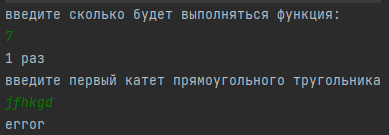 введите сколько будет выполняться функция:
7
1 раз
введите первый катет прямоугольного тругольника
jfhkgd
error